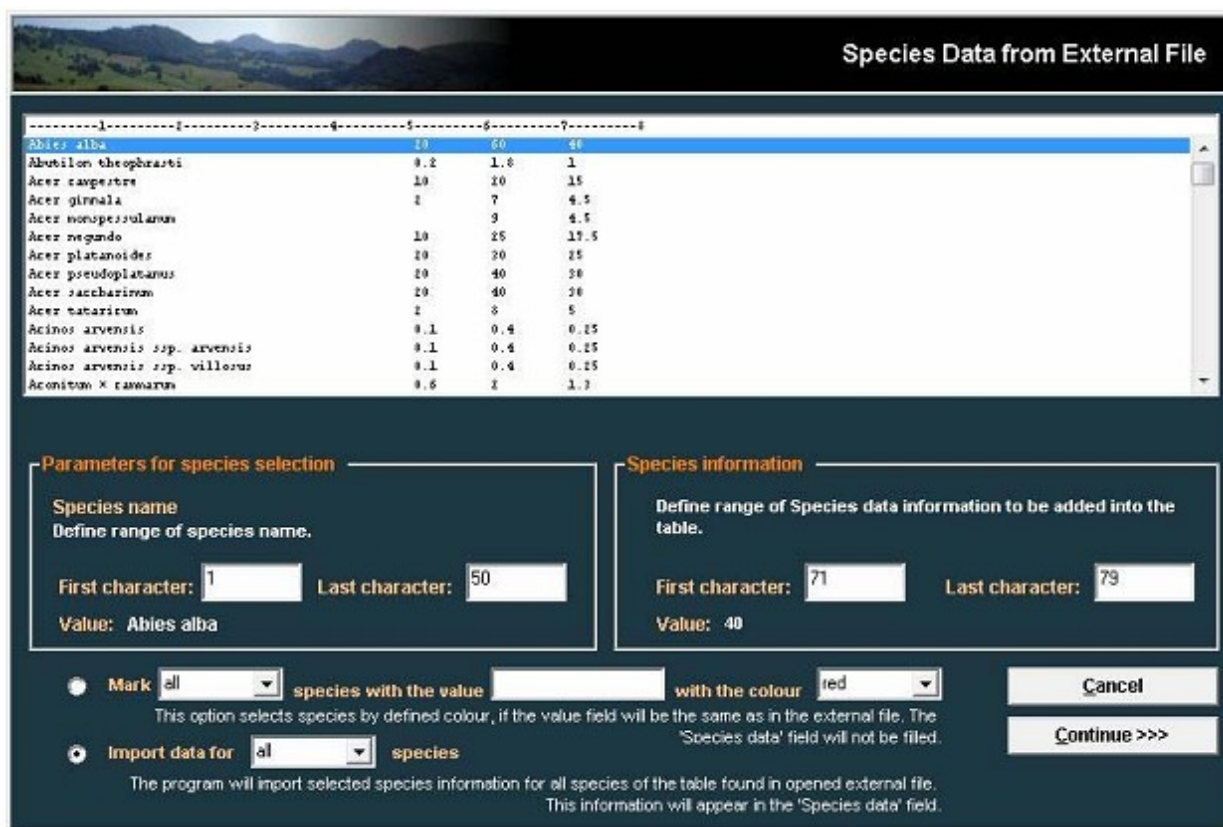 Species Data from External File
---------1---------2---------3---------4---------5---------6---------7---------8
Abies alba 20 60 40
Abutilon theophrasti 0.2 1.8 1
Acer campestre 10 20 15
Acer ginnala 2 7 4.5
Acer monspessulanum 9 4.5
Acer negundo 10 25 17.5
Acer platanoides 20 30 25
Acer pseudoplatanus 20 40 30
Acer saccharinum 20 40 30
Acer tataricum 2 8 5
Acinos arvensis 0.1 0.4 0.25
Acinos arvensis ssp. arvensis 0.1 0.4 0.25
Acinos arvensis ssp. villosus 0.1 0.4 0.25
Aconitum × cammarum 0.6 2 1.3
Parameters for species selection
Species name
Define range of species name.
First character: 1 Last character: 50
Value: Abies alba
Species information
Define range of Species data information to be added into the
table.
First character: 71 Last character: 79
Value: 40
Mark all species with the value with the colour red
This option selects species by defined colour, if the value field will be the same as in the external file. The
'Species data' field will not be filled.
Import data for all species
The program will import selected species information for all species of the table found in opened external file.
This information will appear in the 'Species data' field.
Cancel
Continue >>>